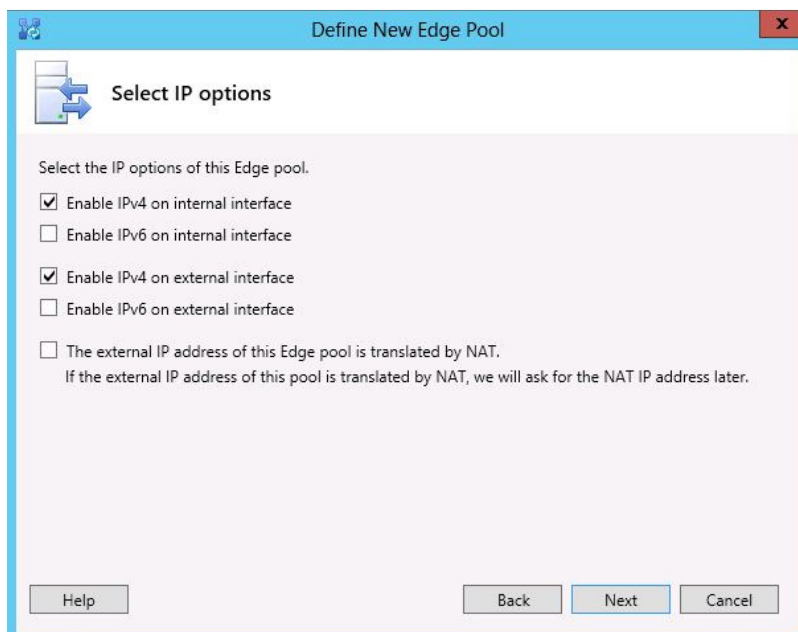 Define New Edge Pool
x
Select IP options
Select the IP options of this Edge pool.
Enable IPv4 on internal interface
Enable IPv6 on internal interface
Enable IPv4 on external interface
Enable IPv6 on external interface
The external IP address of this Edge pool is translated by NAT.
If the external IP address of this pool is translated by NAT, we will ask for the NAT IP address later.
Help Back Next Cancel